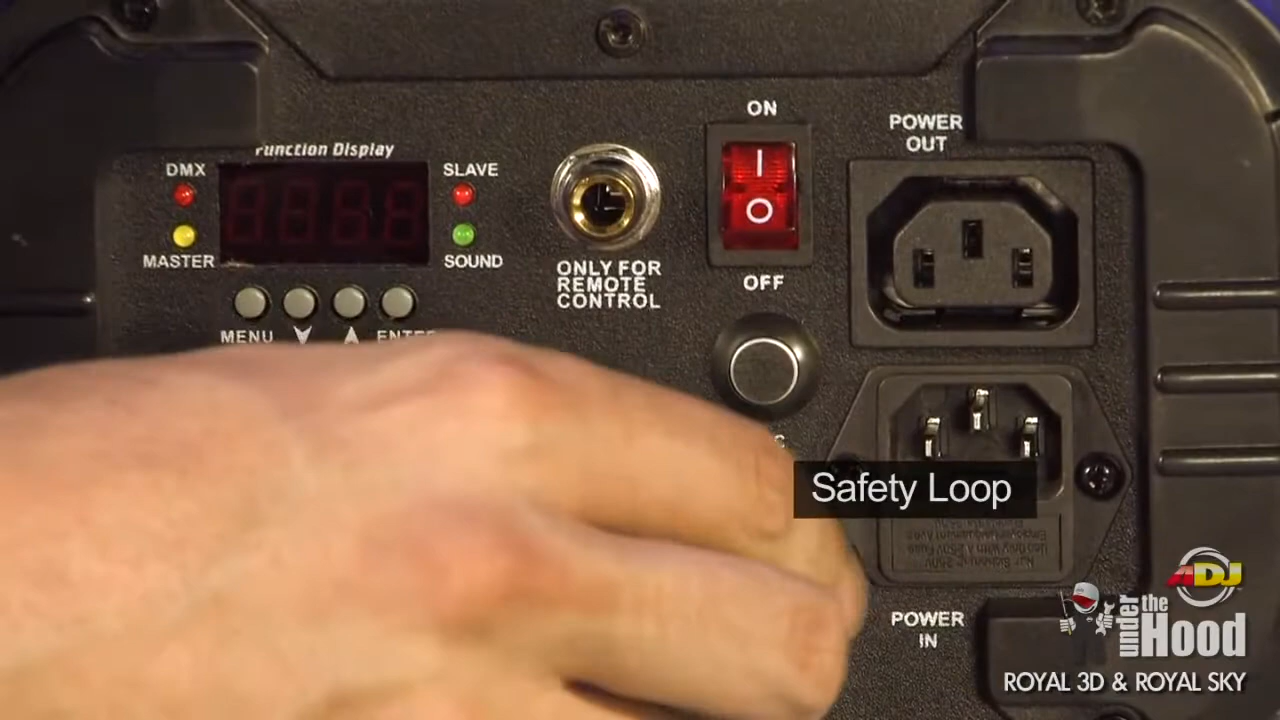 ON
POWER
OUT
Function Display
DMX
SLAVE
I
O
MASTER
SOUND
ONLY FOR
REMOTE
CONTROL
OFF
MENU
ENTER
Safety Loop
POWER
IN
ADJ
under the Hood
ROYAL 3D & ROYAL SKY